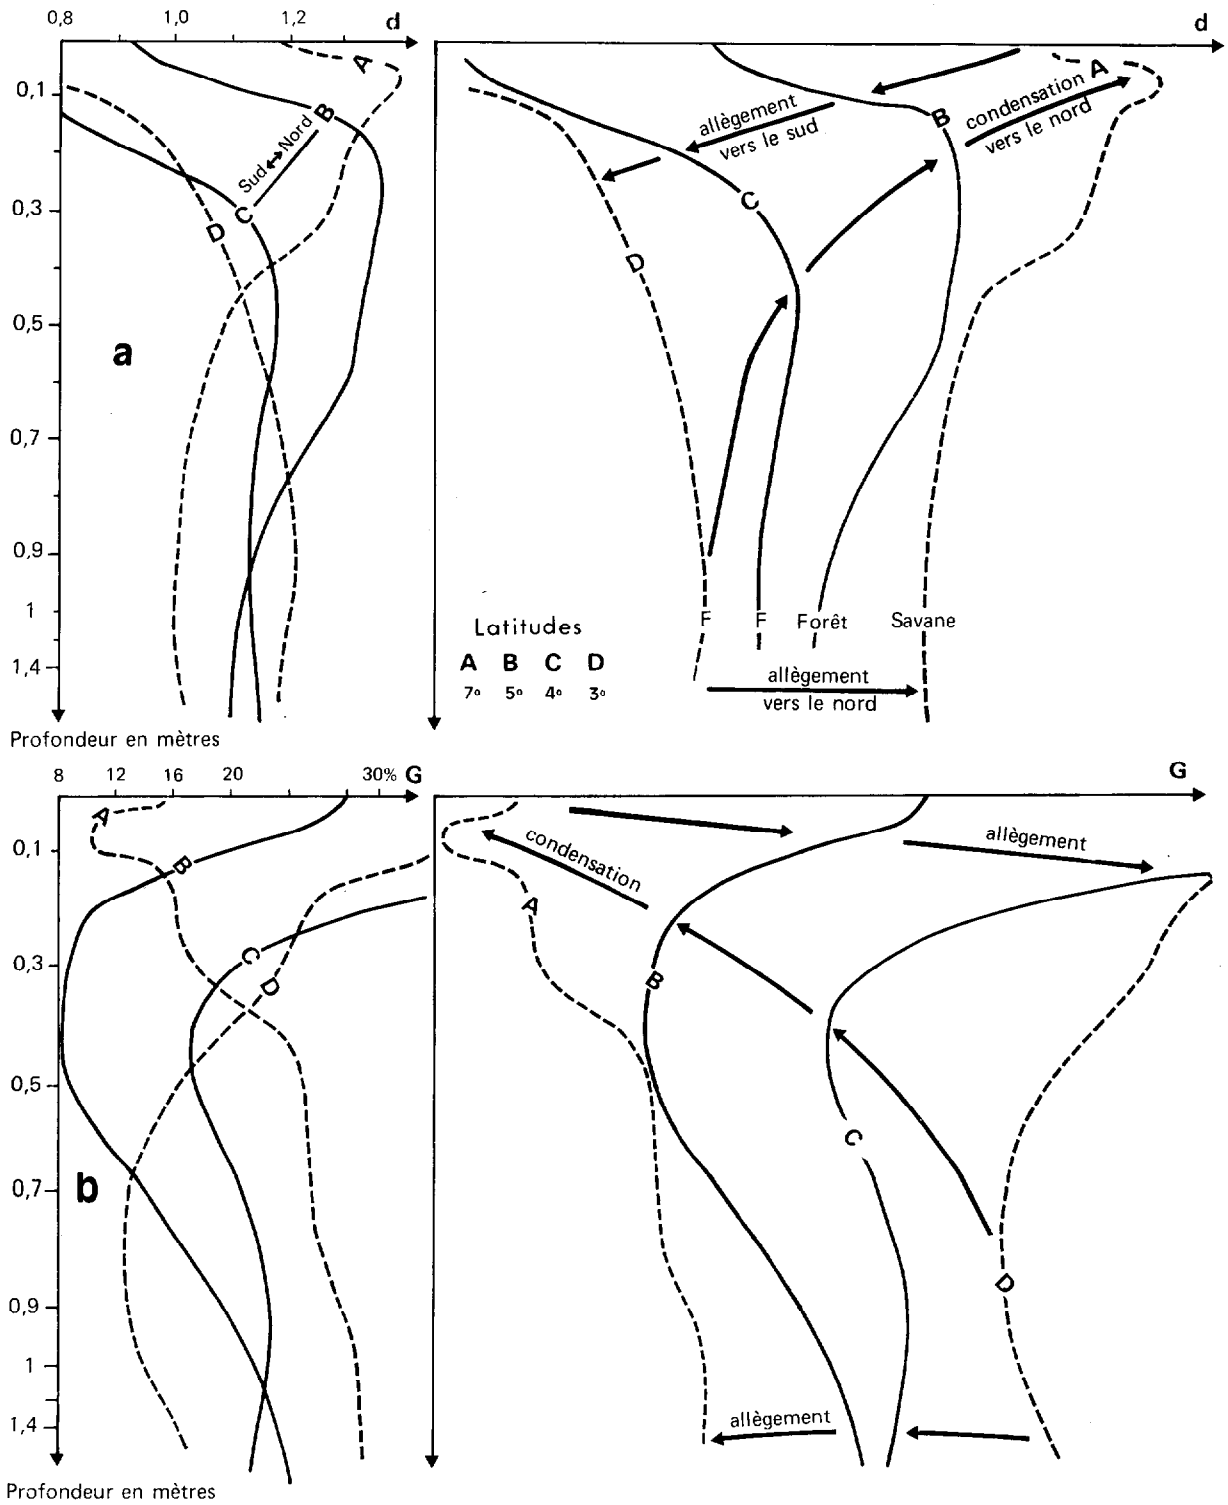 0,8 1,0 1,2 d
d
0,1
0,3
0,5
0,7
0,9
1
1,4
A
B
Sud ↔ Nord
C
D
a
Profondeur en mètres
A
condensation
vers le nord
B
allègement
vers le sud
C
D
F F Forêt Savane
Latitudes
A B C D
7° 5° 4° 3°
allègement
vers le nord
8 12 16 20 30% G
G
0,1
0,3
0,5
0,7
0,9
1
1,4
A
B
C
D
b
Profondeur en mètres
condensation
allègement
A
B
C
D
allègement